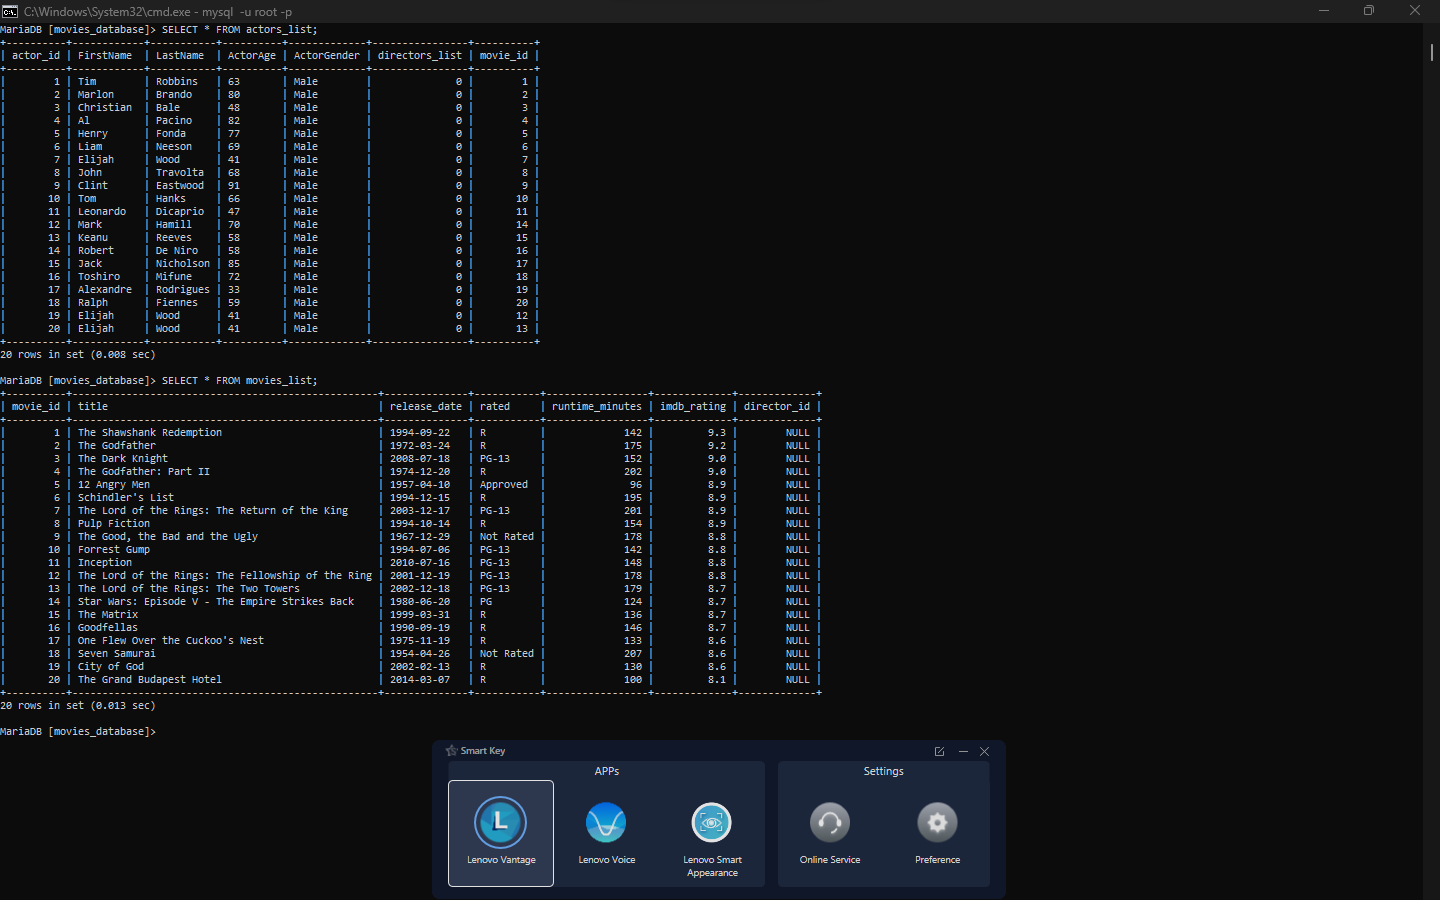 C:\Windows\System32\cmd.exe - mysql -u root -p
MariaDB [movies_database]> SELECT * FROM actors_list;
+----------+-----------+-----------+----------+-------------+----------------+----------+
| actor_id | FirstName | LastName | ActorAge | ActorGender | directors_list | movie_id |
+----------+-----------+-----------+----------+-------------+----------------+----------+
| 1 | Tim | Robbins | 63 | Male | 0 | 1 |
| 2 | Marlon | Brando | 80 | Male | 0 | 2 |
| 3 | Christian | Bale | 48 | Male | 0 | 3 |
| 4 | Al | Pacino | 82 | Male | 0 | 4 |
| 5 | Henry | Fonda | 77 | Male | 0 | 5 |
| 6 | Liam | Neeson | 69 | Male | 0 | 6 |
| 7 | Elijah | Wood | 41 | Male | 0 | 7 |
| 8 | John | Travolta | 68 | Male | 0 | 8 |
| 9 | Clint | Eastwood | 91 | Male | 0 | 9 |
| 10 | Tom | Hanks | 66 | Male | 0 | 10 |
| 11 | Leonardo | Dicaprio | 47 | Male | 0 | 11 |
| 12 | Mark | Hamill | 70 | Male | 0 | 14 |
| 13 | Keanu | Reeves | 58 | Male | 0 | 15 |
| 14 | Robert | De Niro | 58 | Male | 0 | 16 |
| 15 | Jack | Nicholson | 85 | Male | 0 | 17 |
| 16 | Toshiro | Mifune | 72 | Male | 0 | 18 |
| 17 | Alexandre | Rodrigues | 33 | Male | 0 | 19 |
| 18 | Ralph | Fiennes | 59 | Male | 0 | 20 |
| 19 | Elijah | Wood | 41 | Male | 0 | 12 |
| 20 | Elijah | Wood | 41 | Male | 0 | 13 |
+----------+-----------+-----------+----------+-------------+----------------+----------+
20 rows in set (0.008 sec)
MariaDB [movies_database]> SELECT * FROM movies_list;
+----------+---------------------------------------------------+--------------+-----------+-----------------+-------------+-------------+
| movie_id | title | release_date | rated | runtime_minutes | imdb_rating | director_id |
+----------+---------------------------------------------------+--------------+-----------+-----------------+-------------+-------------+
| 1 | The Shawshank Redemption | 1994-09-22 | R | 142 | 9.3 | NULL |
| 2 | The Godfather | 1972-03-24 | R | 175 | 9.2 | NULL |
| 3 | The Dark Knight | 2008-07-18 | PG-13 | 152 | 9.0 | NULL |
| 4 | The Godfather: Part II | 1974-12-20 | R | 202 | 9.0 | NULL |
| 5 | 12 Angry Men | 1957-04-10 | Approved | 96 | 8.9 | NULL |
| 6 | Schindler's List | 1994-12-15 | R | 195 | 8.9 | NULL |
| 7 | The Lord of the Rings: The Return of the King | 2003-12-17 | PG-13 | 201 | 8.9 | NULL |
| 8 | Pulp Fiction | 1994-10-14 | R | 154 | 8.9 | NULL |
| 9 | The Good, the Bad and the Ugly | 1967-12-29 | Not Rated | 178 | 8.8 | NULL |
| 10 | Forrest Gump | 1994-07-06 | PG-13 | 142 | 8.8 | NULL |
| 11 | Inception | 2010-07-16 | PG-13 | 148 | 8.8 | NULL |
| 12 | The Lord of the Rings: The Fellowship of the Ring | 2001-12-19 | PG-13 | 178 | 8.8 | NULL |
| 13 | The Lord of the Rings: The Two Towers | 2002-12-18 | PG-13 | 179 | 8.7 | NULL |
| 14 | Star Wars: Episode V - The Empire Strikes Back | 1980-06-20 | PG | 124 | 8.7 | NULL |
| 15 | The Matrix | 1999-03-31 | R | 136 | 8.7 | NULL |
| 16 | Goodfellas | 1990-09-19 | R | 146 | 8.7 | NULL |
| 17 | One Flew Over the Cuckoo's Nest | 1975-11-19 | R | 133 | 8.6 | NULL |
| 18 | Seven Samurai | 1954-04-26 | Not Rated | 207 | 8.6 | NULL |
| 19 | City of God | 2002-02-13 | R | 130 | 8.6 | NULL |
| 20 | The Grand Budapest Hotel | 2014-03-07 | R | 100 | 8.1 | NULL |
+----------+---------------------------------------------------+--------------+-----------+-----------------+-------------+-------------+
20 rows in set (0.013 sec)
MariaDB [movies_database]>
Smart Key
APPs
Settings
L
Lenovo Vantage
Lenovo Voice
Lenovo Smart
Appearance
Online Service
Preference